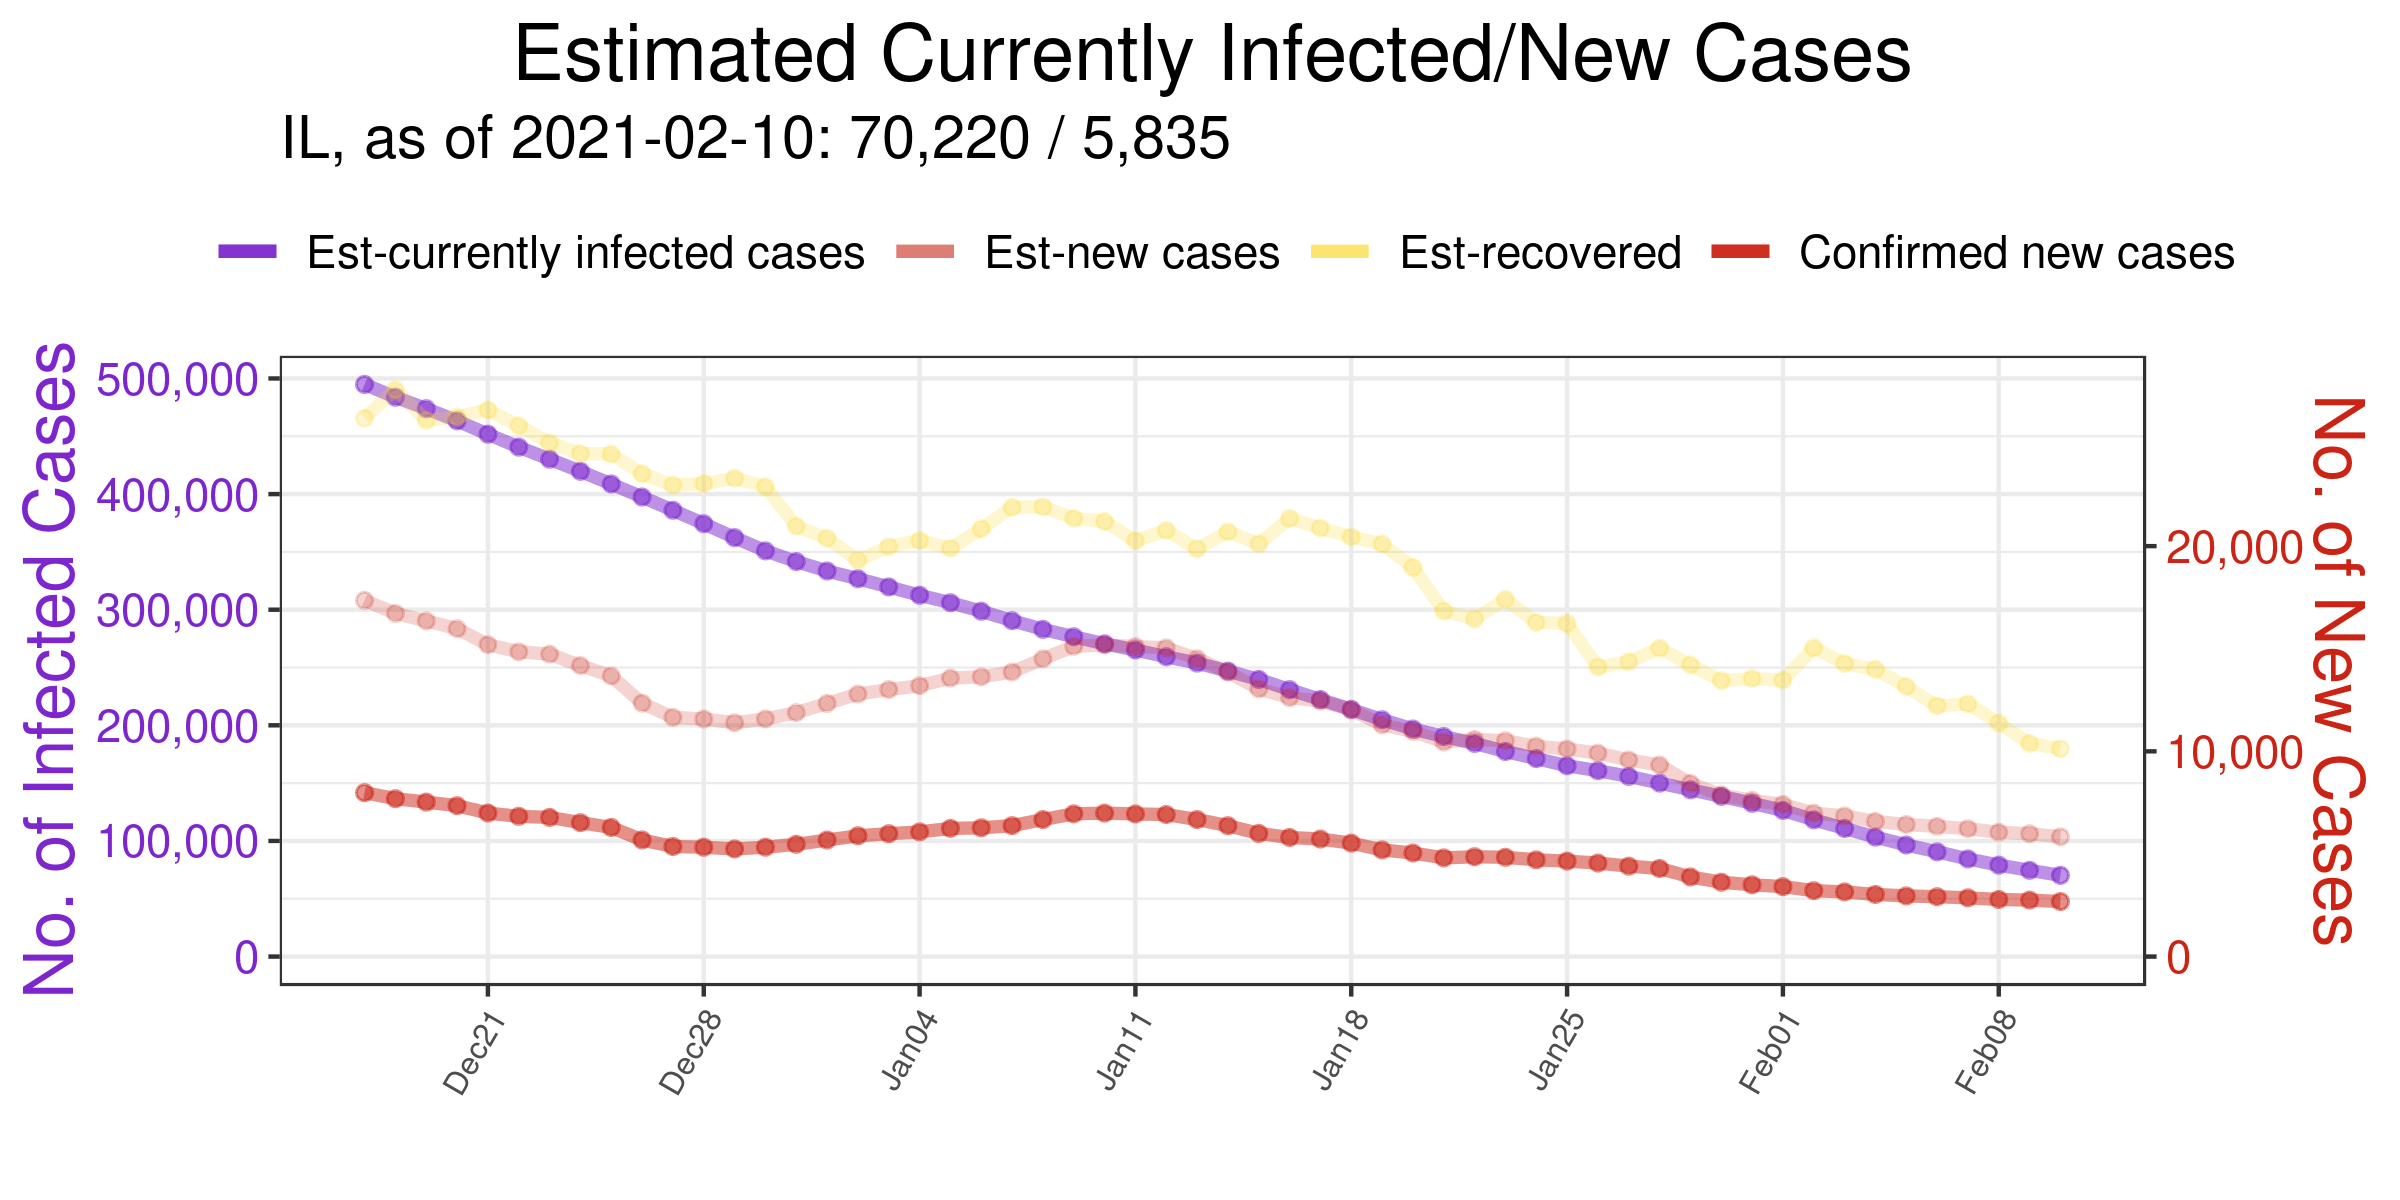 Estimated Currently Infected/New Cases
IL, as of 2021-02-10: 70,220 / 5,835
Est-currently infected cases
Est-new cases
Est-recovered
Confirmed new cases
No. of Infected Cases
500,000
400,000
300,000
200,000
100,000
0
20,000
10,000
0
No. of New Cases
Dec21
Dec28
Jan04
Jan11
Jan18
Jan25
Feb01
Feb08